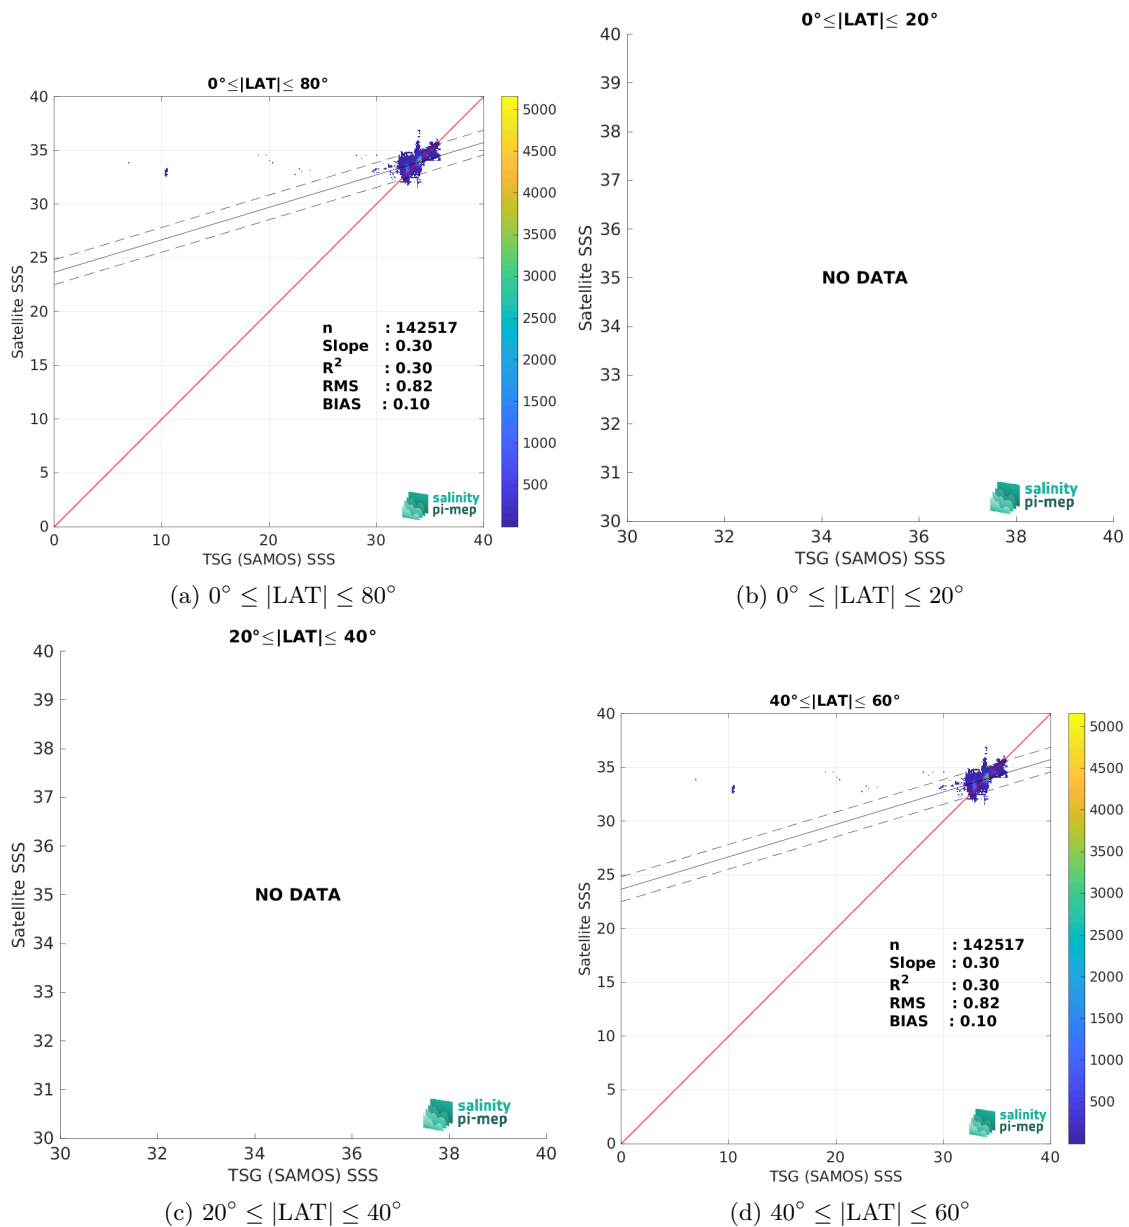 0°≤|LAT|≤ 80°
40
35
30
25
20
15
10
5
0
Satellite SSS
0
10
20
30
40
TSG (SAMOS) SSS
5000
4500
4000
3500
3000
2500
2000
1500
1000
500
n : 142517
Slope : 0.30
R² : 0.30
RMS : 0.82
BIAS : 0.10
salinity
pi-mep
(a) 0° ≤ |LAT| ≤ 80°
0°≤|LAT|≤ 20°
40
39
38
37
36
35
34
33
32
31
30
Satellite SSS
NO DATA
30
32
34
36
38
40
TSG (SAMOS) SSS
salinity
pi-mep
(b) 0° ≤ |LAT| ≤ 20°
20°≤|LAT|≤ 40°
40
39
38
37
36
35
34
33
32
31
30
Satellite SSS
NO DATA
30
32
34
36
38
40
TSG (SAMOS) SSS
salinity
pi-mep
(c) 20° ≤ |LAT| ≤ 40°
40°≤|LAT|≤ 60°
40
35
30
25
20
15
10
5
0
Satellite SSS
0
10
20
30
40
TSG (SAMOS) SSS
5000
4500
4000
3500
3000
2500
2000
1500
1000
500
n : 142517
Slope : 0.30
R² : 0.30
RMS : 0.82
BIAS : 0.10
salinity
pi-mep
(d) 40° ≤ |LAT| ≤ 60°